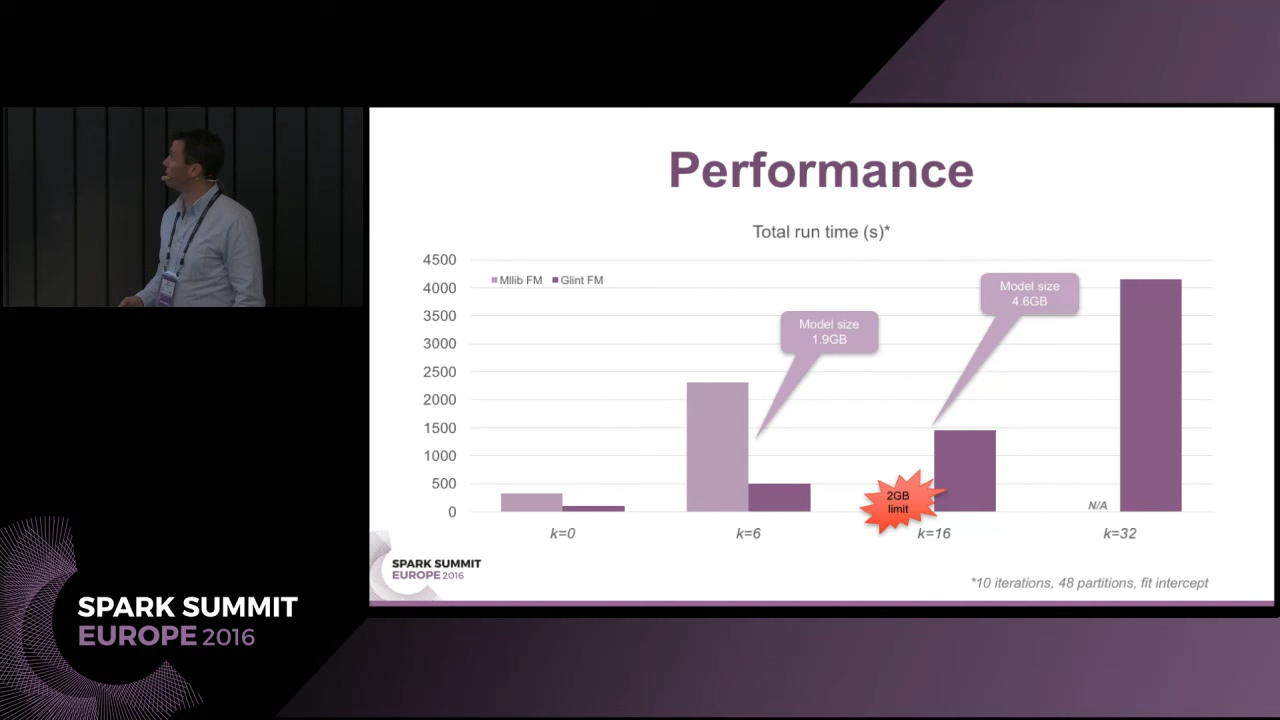 Performance
Total run time (s)*
4500
4000
3500
3000
2500
2000
1500
1000
500
0
Mllib FM
Glint FM
Model size
1.9GB
Model size
4.6GB
2GB
limit
N/A
k=0
k=6
k=16
k=32
*10 iterations, 48 partitions, fit intercept
SPARK SUMMIT
EUROPE 2016
SPARK SUMMIT
EUROPE 2016